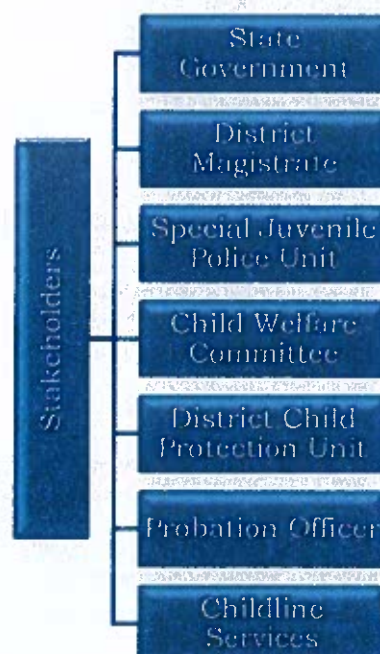 Stakeholders
State
Government
District
Magistrate
Special Juvenile
Police Unit
Child Welfare
Committee
District Child
Protection Unit
Probation Officer
Childline
Services